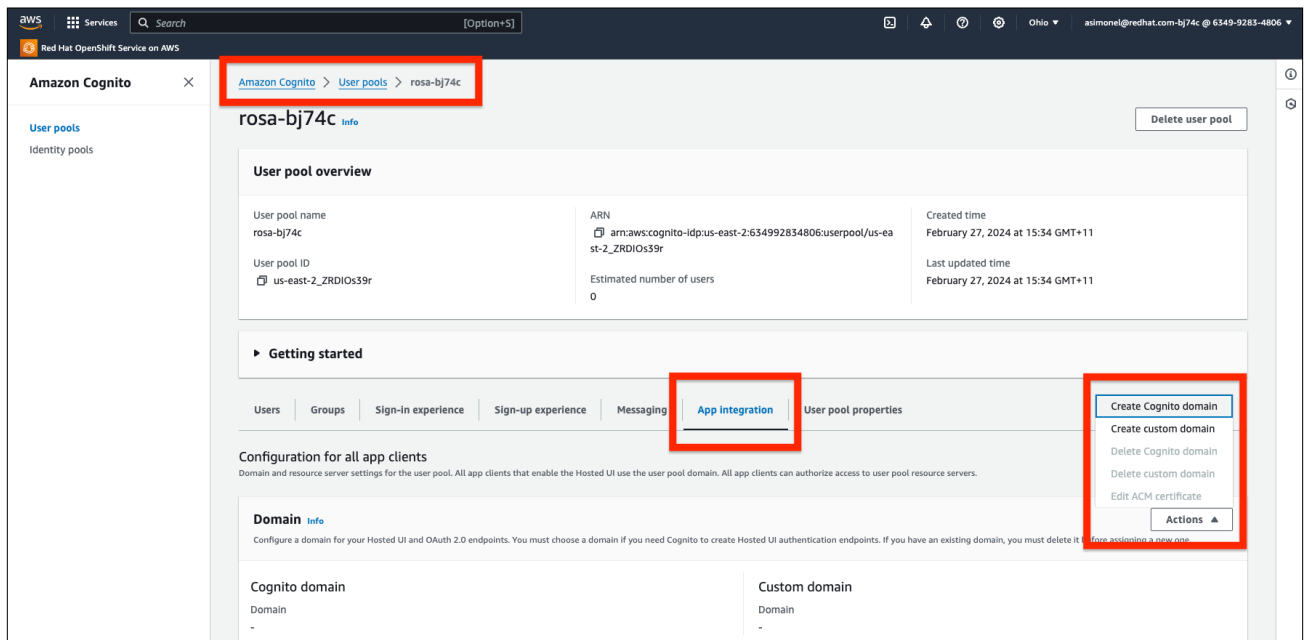 aws
Services
Search
[Option+S]
Ohio
asimonel@redhat.com-bj74c @ 6349-9283-4806
Red Hat OpenShift Service on AWS
Amazon Cognito
User pools
Identity pools
Amazon Cognito > User pools > rosa-bj74c
rosa-bj74c Info
Delete user pool
User pool overview
User pool name
rosa-bj74c
User pool ID
us-east-2_ZRDIOs39r
ARN
arn:aws:cognito-idp:us-east-2:634992834806:userpool/us-ea
st-2_ZRDIOs39r
Estimated number of users
0
Created time
February 27, 2024 at 15:34 GMT+11
Last updated time
February 27, 2024 at 15:34 GMT+11
Getting started
Users
Groups
Sign-in experience
Sign-up experience
Messaging
App integration
User pool properties
Create Cognito domain
Create custom domain
Delete Cognito domain
Delete custom domain
Edit ACM certificate
Actions
Configuration for all app clients
Domain and resource server settings for the user pool. All app clients that enable the Hosted UI use the user pool domain. All app clients can authorize access to user pool resource servers.
Domain Info
Configure a domain for your Hosted UI and OAuth 2.0 endpoints. You must choose a domain if you need Cognito to create Hosted UI authentication endpoints. If you have an existing domain, you must delete it before assigning a new one.
Cognito domain
Domain
-
Custom domain
Domain
-